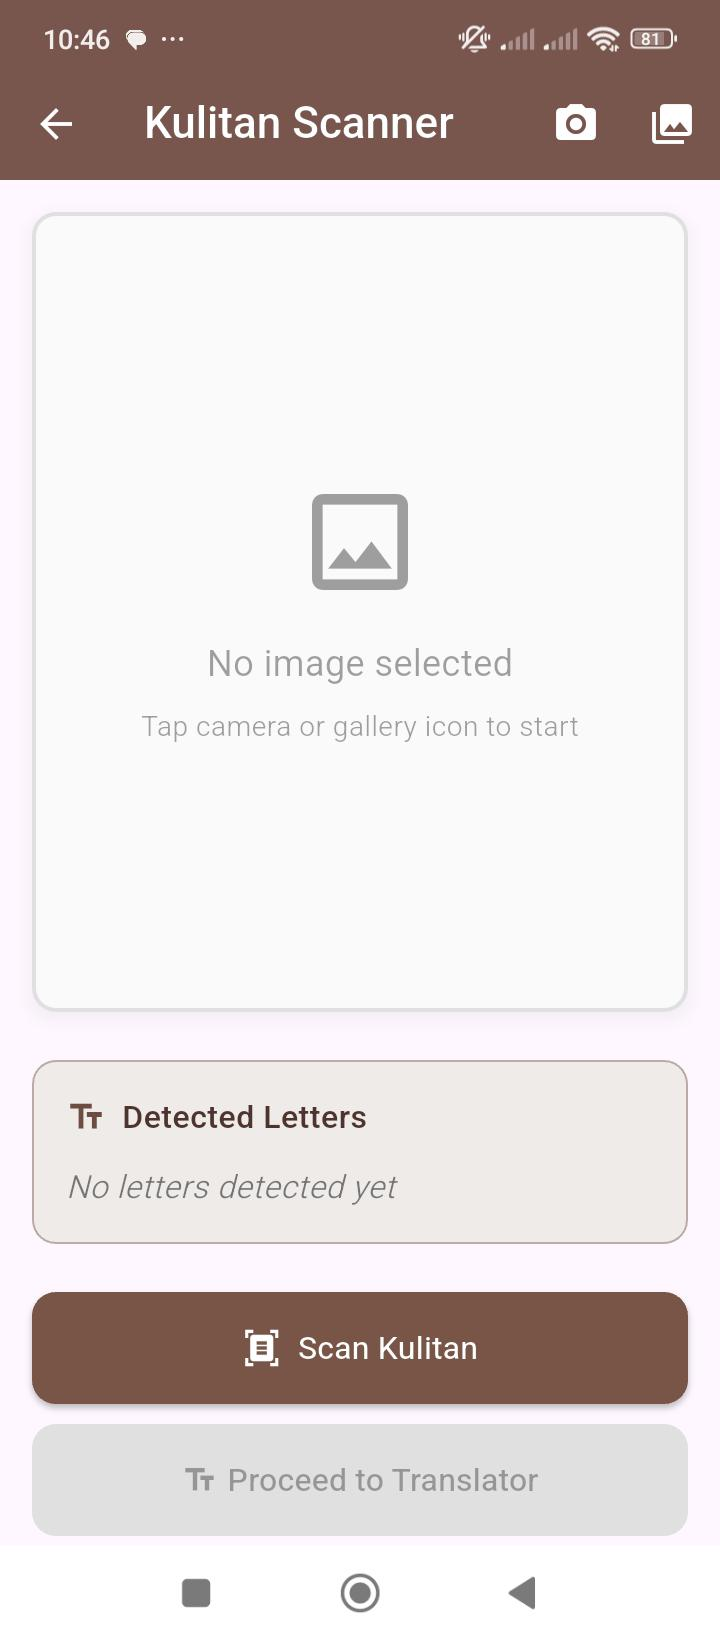 10:46
81
Kulitan Scanner
No image selected
Tap camera or gallery icon to start
Detected Letters
No letters detected yet
Scan Kulitan
Proceed to Translator